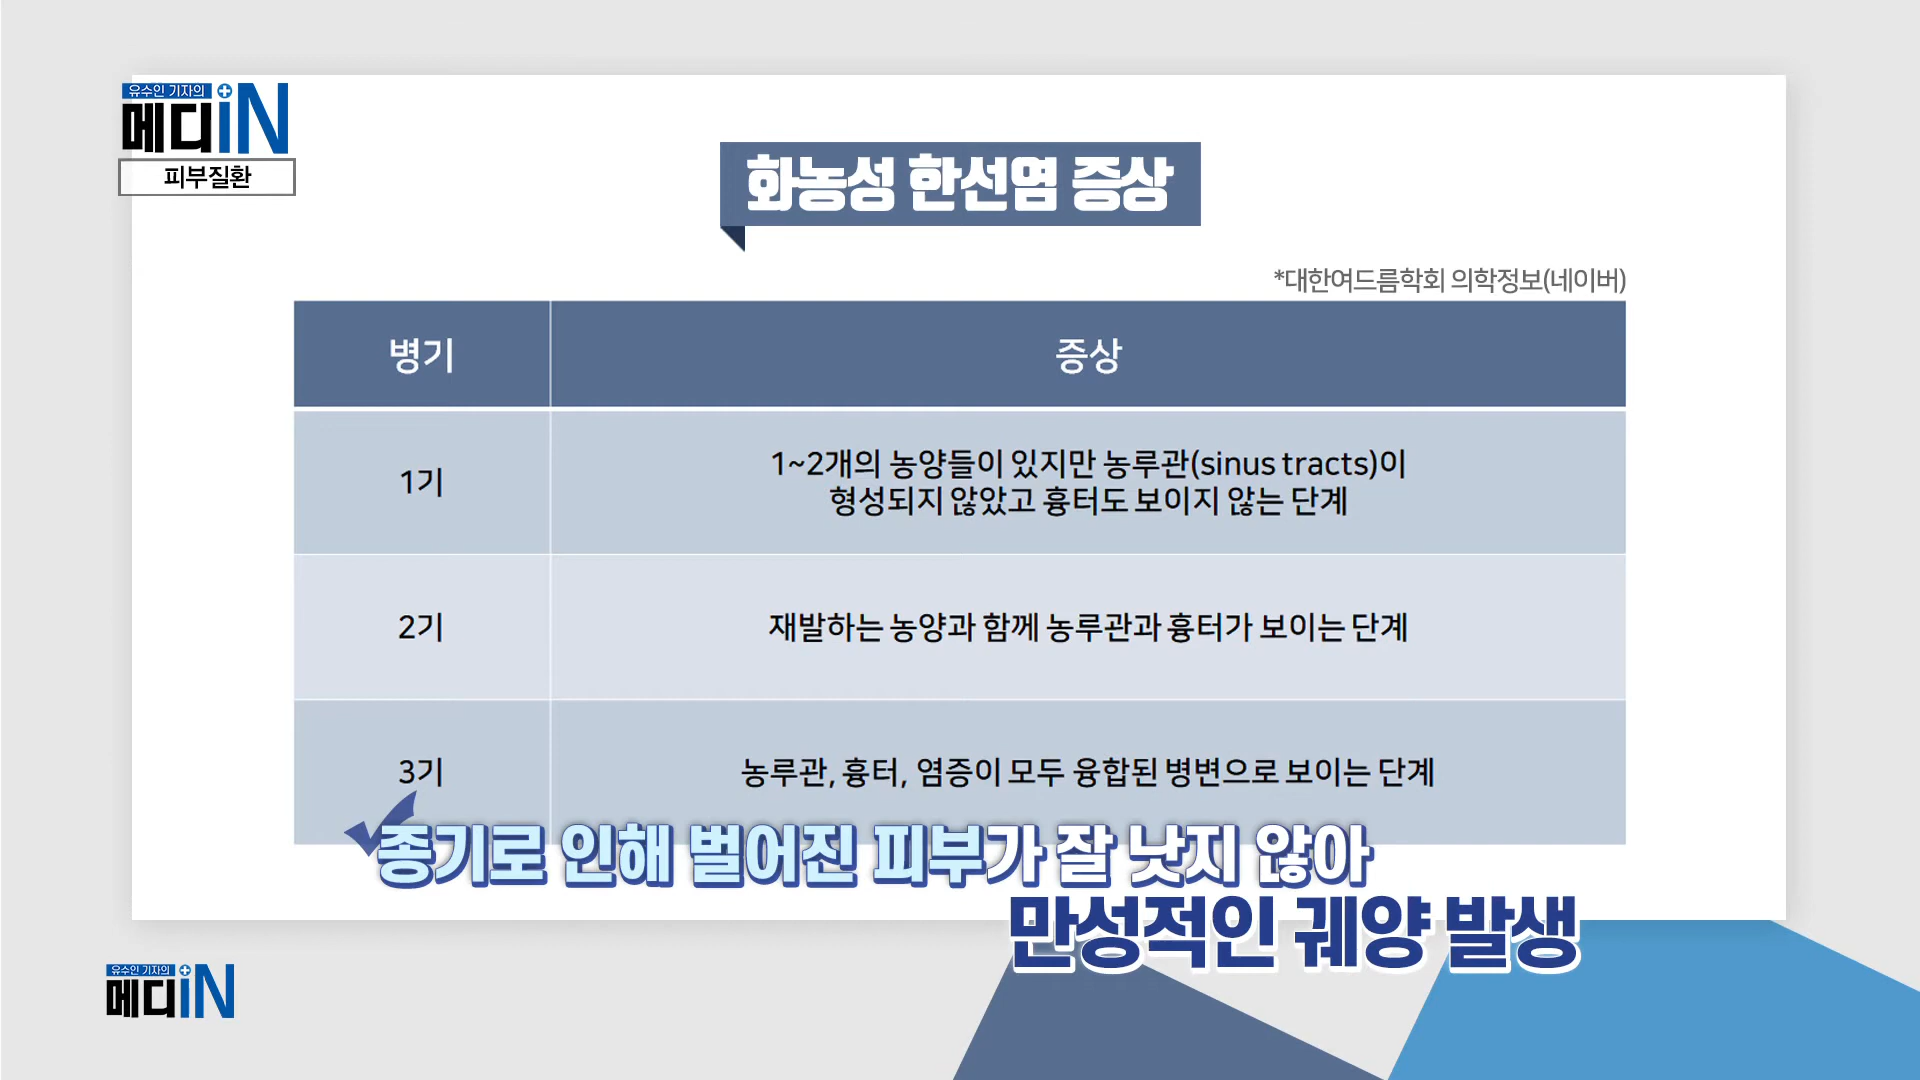 유수인 기자의
메디iN
피부질환
화농성 한선염 증상
*대한여드름학회 의학정보(네이버)
병기 증상
1기 1~2개의 농양들이 있지만 농루관(sinus tracts)이
형성되지 않았고 흉터도 보이지 않는 단계
2기 재발하는 농양과 함께 농루관과 흉터가 보이는 단계
3기 농루관, 흉터, 염증이 모두 융합된 병변으로 보이는 단계
종기로 인해 벌어진 피부가 잘 낫지 않아
만성적인 궤양 발생
유수인 기자의
메디iN